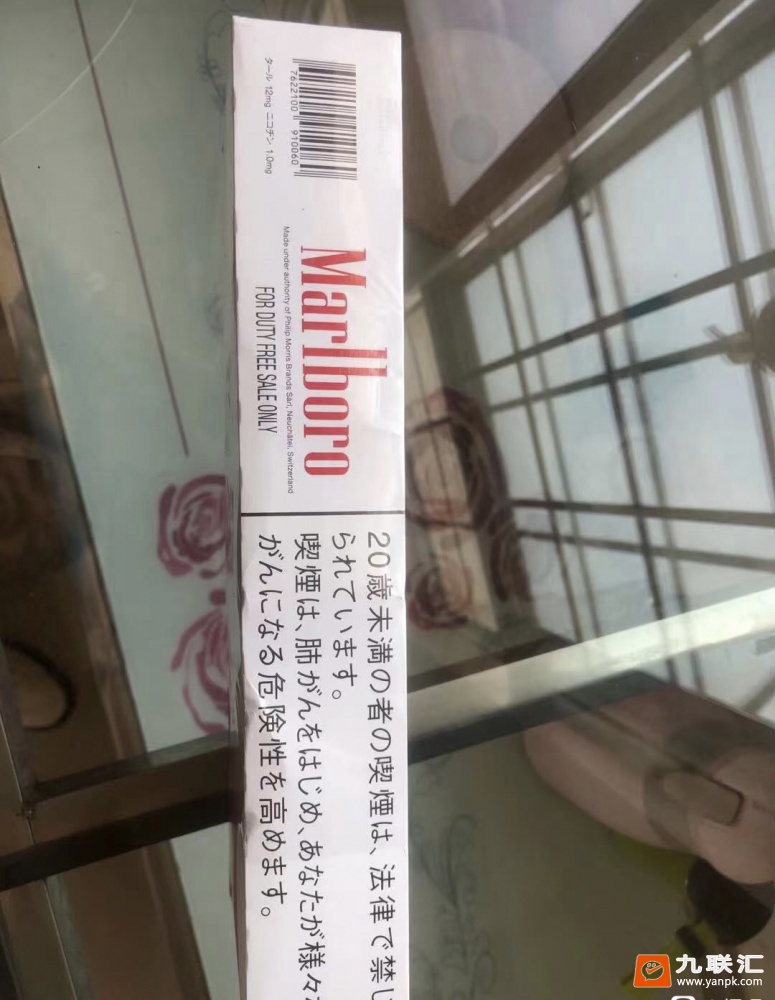 7622100 910060
タール 12mg ニコチン 1.0mg
Marlboro
Made under authority of Philip Morris Brands Sàrl, Neuchâtel, Switzerland
FOR DUTY FREE SALE ONLY
20歳未満の者の喫煙は、法律で禁じ
られています。
喫煙は、肺がんをはじめ、あなたが様々
がんになる危険性を高めます。
九联汇
www.yanpk.com